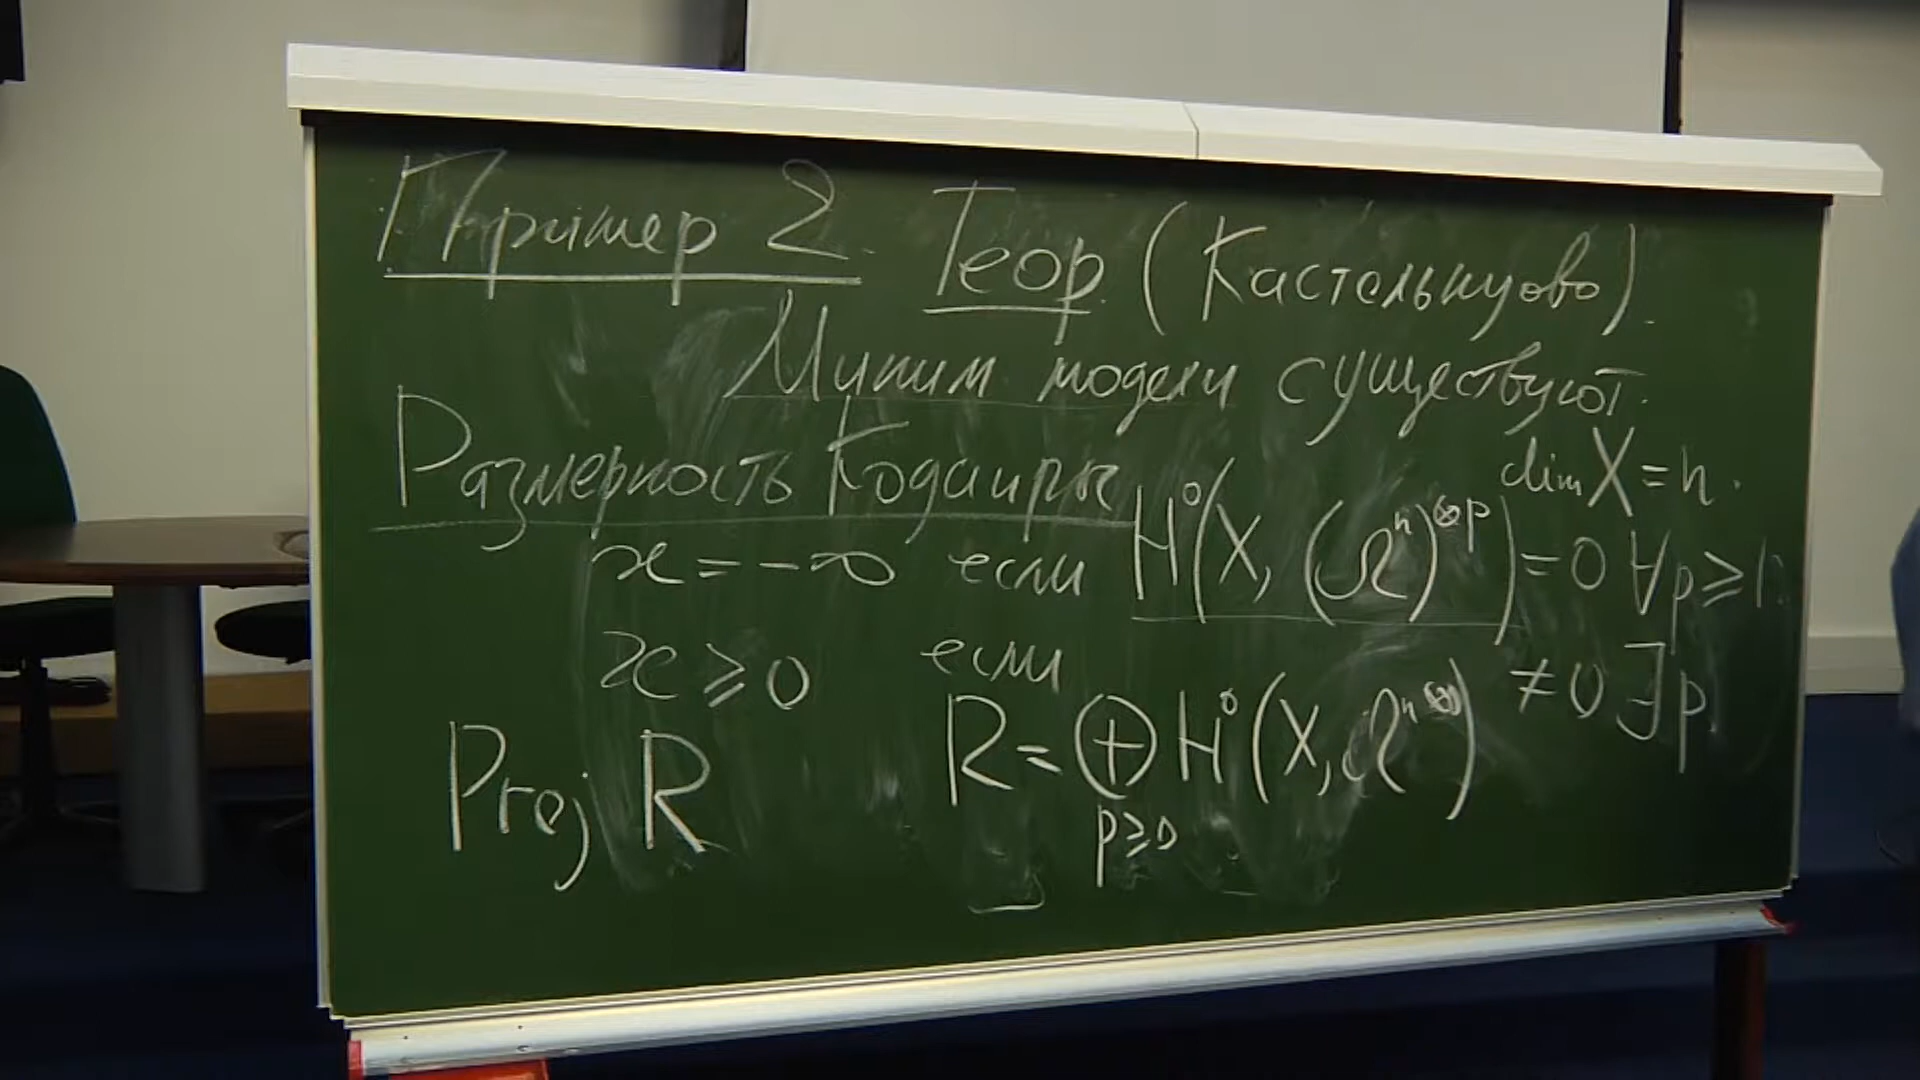 Пример 2. Теор. (Кастельнуово).
Миним модели существуют.
Размерность Кодаиры dim X = n.
æ = -∞ если H⁰(X, (Ωⁿ)^{⊗p}) = 0 ∀p ≥ 1.
æ ≥ 0 если ≠ 0 ∃p
Proj R R = ⊕_{p≥0} H⁰(X, Ω^{n ⊗p})